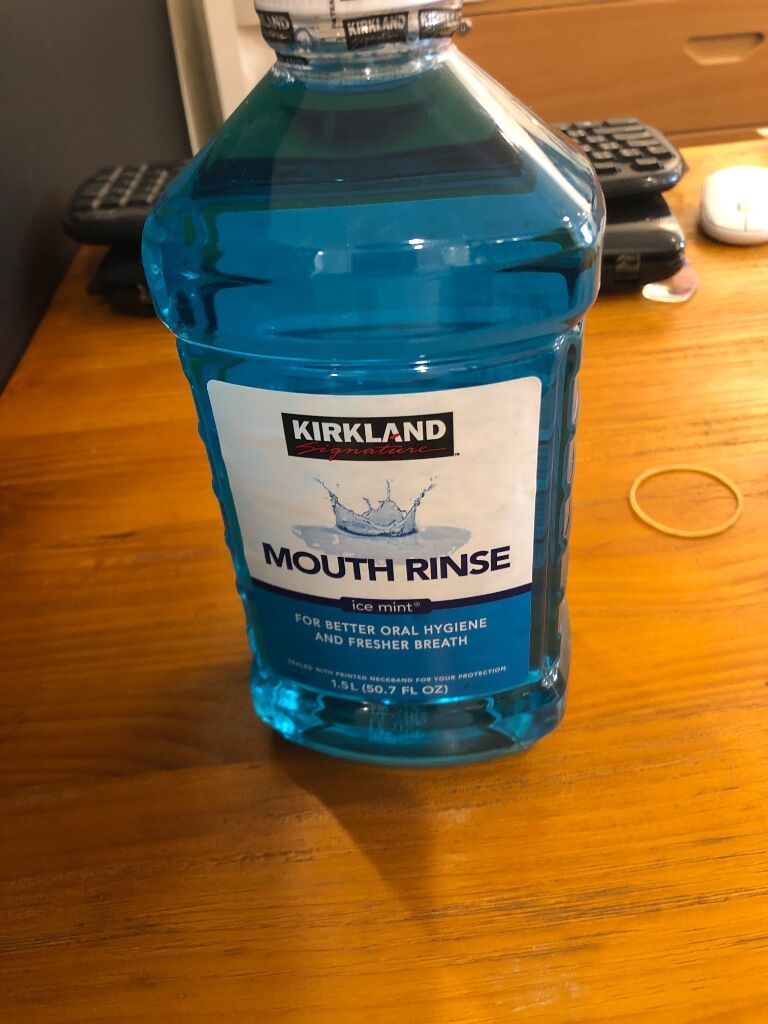 KIRKLAND
KIRKLAND
Signature™
MOUTH RINSE
ice mint®
FOR BETTER ORAL HYGIENE
AND FRESHER BREATH
SEALED WITH PRINTED NECKBAND FOR YOUR PROTECTION
1.5L (50.7 FL OZ)